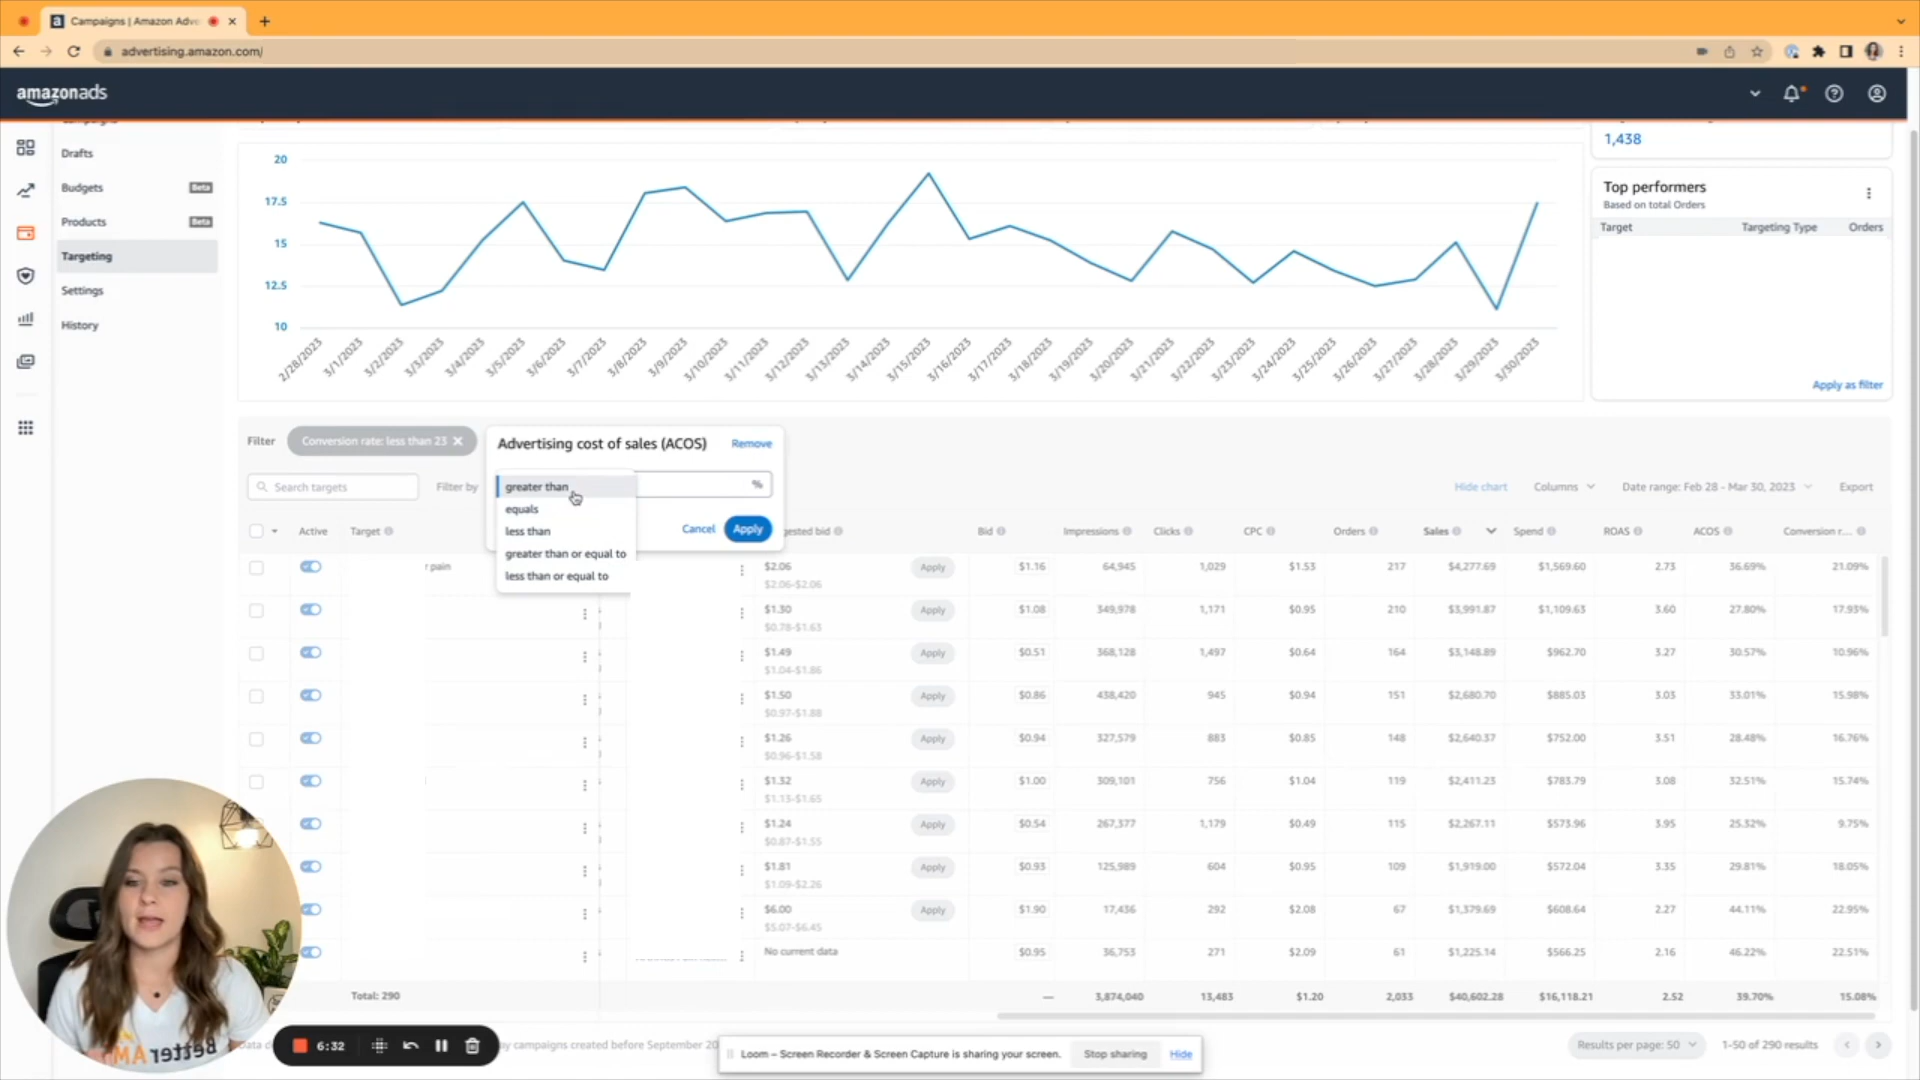 Campaigns | Amazon Adve
advertising.amazon.com/
amazonads
Drafts
Budgets Beta
Products Beta
Targeting
Settings
History
20
17.5
15
12.5
10
2/28/2023 3/1/2023 3/2/2023 3/3/2023 3/4/2023 3/5/2023 3/6/2023 3/7/2023 3/8/2023 3/9/2023 3/10/2023 3/11/2023 3/12/2023 3/13/2023 3/14/2023 3/15/2023 3/16/2023 3/17/2023 3/18/2023 3/19/2023 3/20/2023 3/21/2023 3/22/2023 3/23/2023 3/24/2023 3/25/2023 3/26/2023 3/27/2023 3/28/2023 3/29/2023 3/30/2023
1,438
Top performers
Based on total Orders
Target Targeting Type Orders
Apply as filter
Filter Conversion rate: less than 23
Advertising cost of sales (ACOS) Remove
Search targets Filter by
greater than %
equals
less than
greater than or equal to
less than or equal to
Cancel Apply
Hide chart Columns Date range: Feb 28 - Mar 30, 2023 Export
Active Target gested bid Bid Impressions Clicks CPC Orders Sales Spend ROAS ACOS Conversion r...
r pain $2.06 Apply $1.16 64,945 1,029 $1.53 217 $4,277.69 $1,569.60 2.73 36.69% 21.09%
$2.06-$2.06
$1.30 Apply $1.08 349,978 1,171 $0.95 210 $3,991.87 $1,109.63 3.60 27.80% 17.93%
$0.78-$1.63
$1.49 Apply $0.51 368,128 1,497 $0.64 164 $3,148.89 $962.70 3.27 30.57% 10.96%
$1.04-$1.86
$1.50 Apply $0.86 438,420 945 $0.94 151 $2,680.70 $885.03 3.03 33.01% 15.98%
$0.97-$1.88
$1.26 Apply $0.94 327,579 883 $0.85 148 $2,640.37 $752.00 3.51 28.48% 16.76%
$0.96-$1.58
$1.32 Apply $1.00 309,101 756 $1.04 119 $2,411.23 $783.79 3.08 32.51% 15.74%
$1.13-$1.65
$1.24 Apply $0.54 267,377 1,179 $0.49 115 $2,267.11 $573.96 3.95 25.32% 9.75%
$0.87-$1.55
$1.81 Apply $0.93 125,989 604 $0.95 109 $1,919.00 $572.04 3.35 29.81% 18.05%
$1.09-$2.26
$6.00 Apply $1.90 17,436 292 $2.08 67 $1,379.69 $608.64 2.27 44.11% 22.95%
$5.07-$6.45
No current data $0.95 36,753 271 $2.09 61 $1,225.14 $566.25 2.16 46.22% 22.51%
Total: 290 — 3,874,040 13,483 $1.20 2,033 $40,602.28 $16,118.21 2.52 39.70% 15.08%
Better AMA
6:32
y campaigns created before September 20
Loom – Screen Recorder & Screen Capture is sharing your screen. Stop sharing Hide
Results per page: 50 1-50 of 290 results